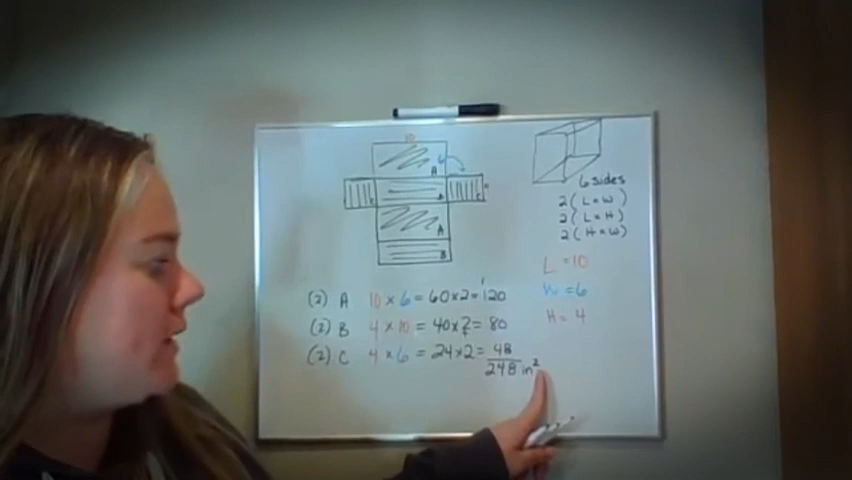 10
6
A
C
B
C
A
B
6 sides
2(L×W)
2(L×H)
2(H×W)
L=10
W=6
H=4
(2) A 10×6=60×2=120
(2) B 4×10=40×2=80
(2) C 4×6=24×2=48
248 in²